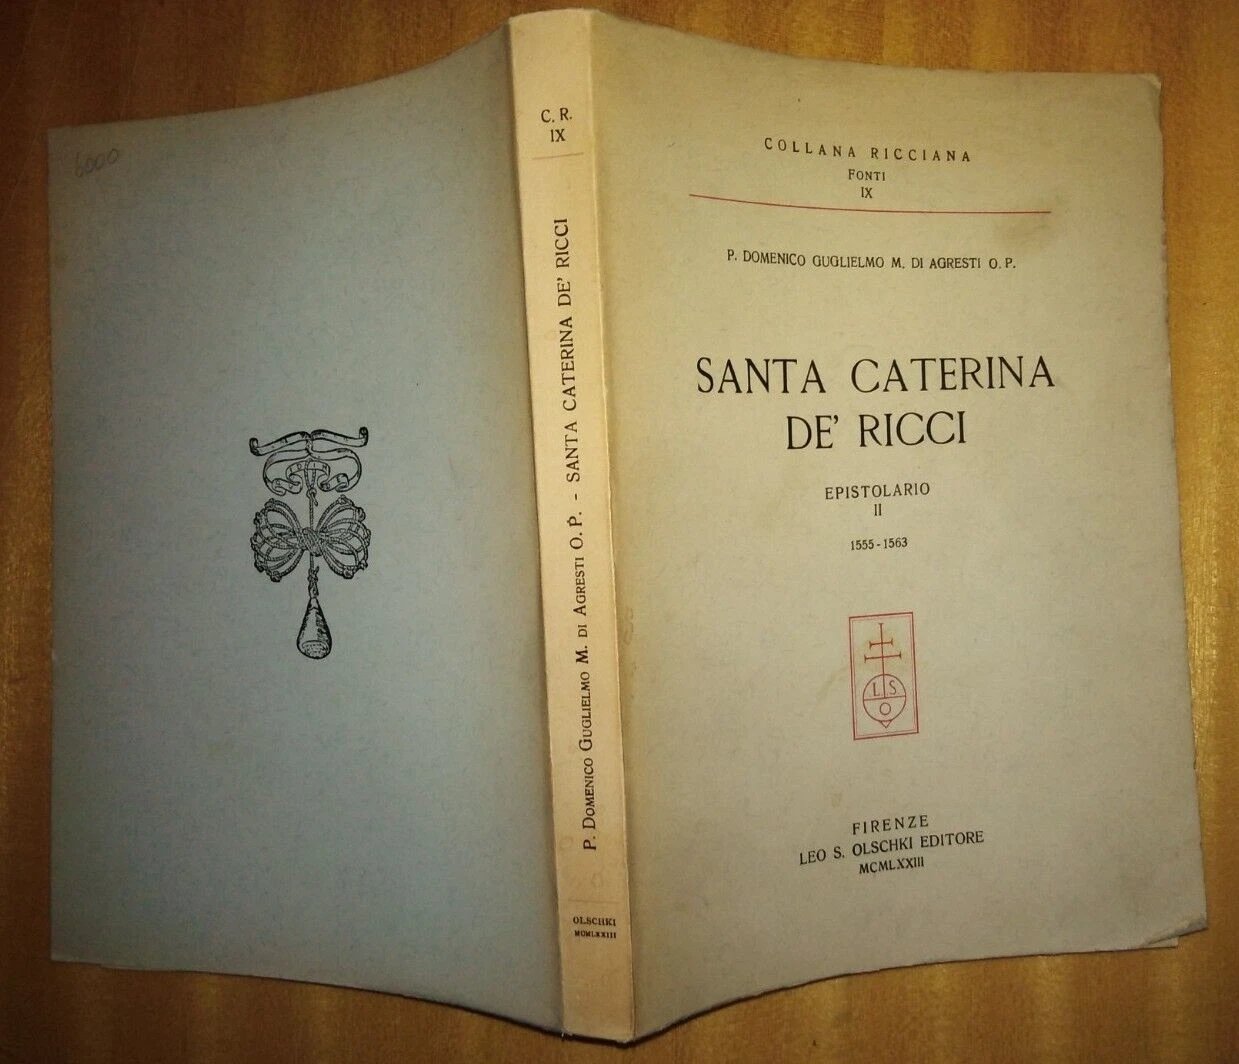 6000
C. R.
IX
P. DOMENICO GUGLIELMO M. DI AGRESTI O. P. - SANTA CATERINA DE' RICCI
OLSCHKI
MCMLXXIII
COLLANA RICCIANA
FONTI
IX
P. DOMENICO GUGLIELMO M. DI AGRESTI O. P.
SANTA CATERINA
DE' RICCI
EPISTOLARIO
II
1555-1563
L S
O
FIRENZE
LEO S. OLSCHKI EDITORE
MCMLXXIII